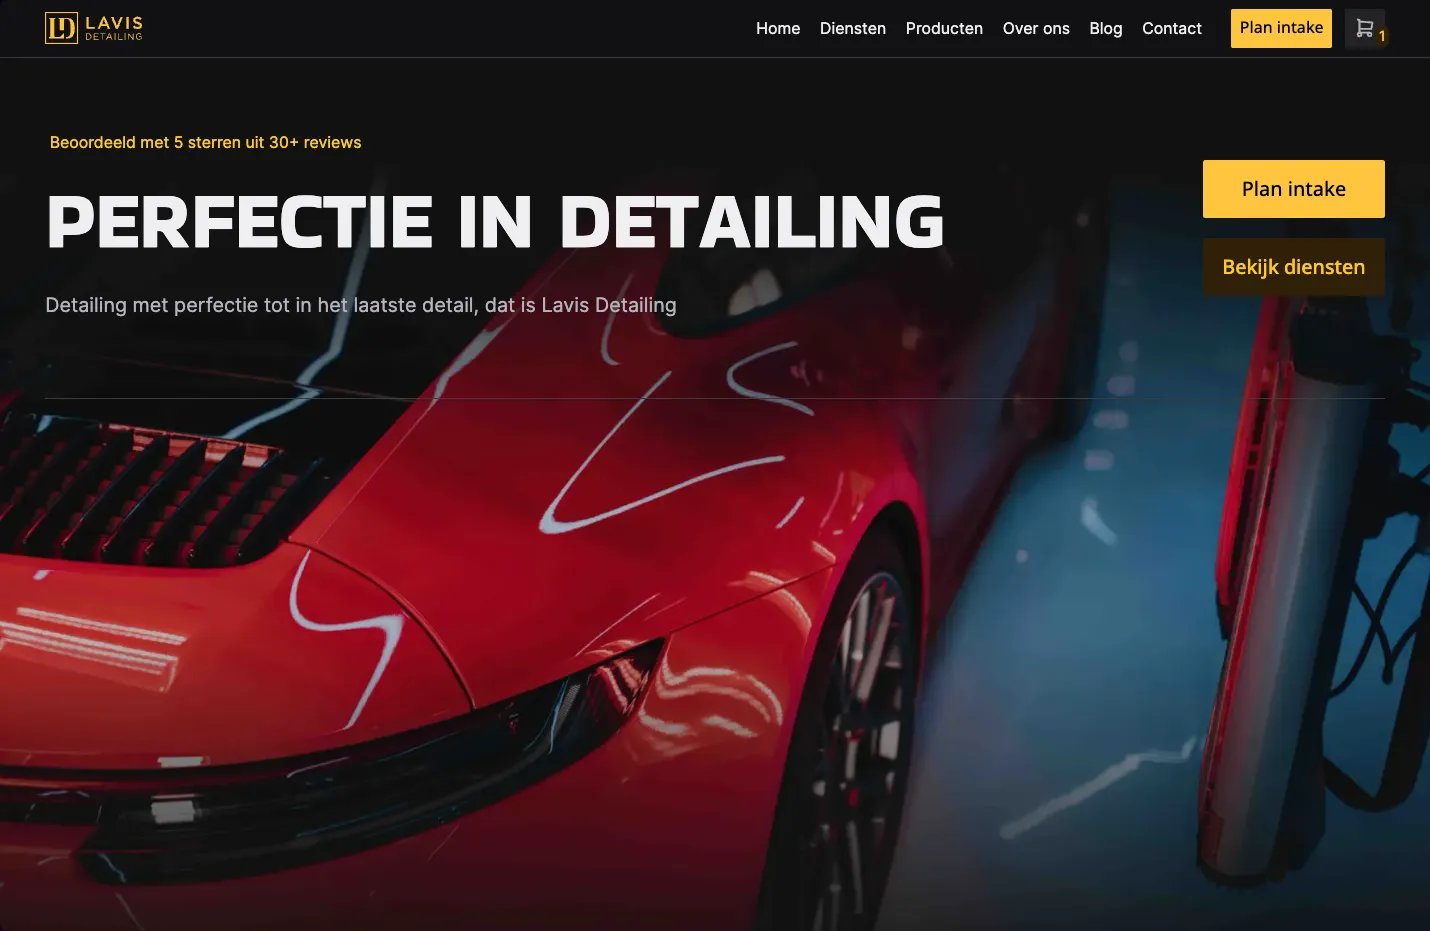 LD LAVIS
DETAILING
Home Diensten Producten Over ons Blog Contact Plan intake 1
Beoordeeld met 5 sterren uit 30+ reviews
PERFECTIE IN DETAILING
Detailing met perfectie tot in het laatste detail, dat is Lavis Detailing
Plan intake
Bekijk diensten